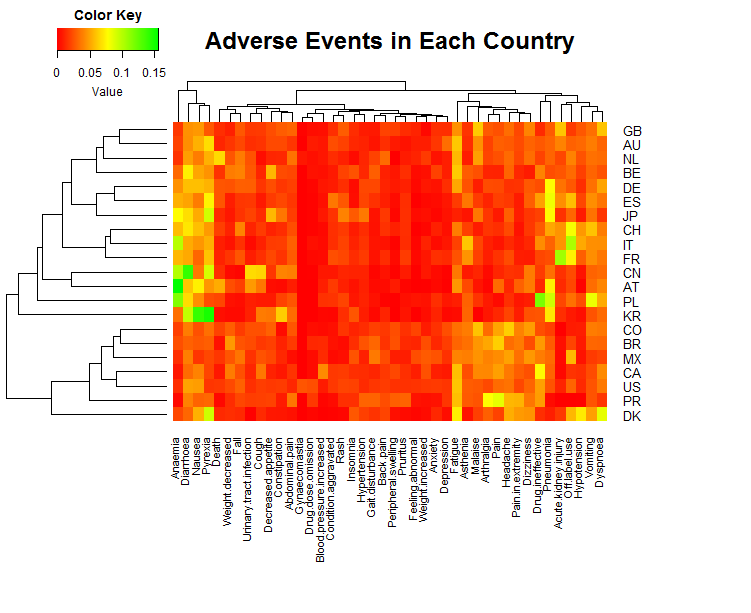 Color Key
0 0.05 0.1 0.15
Value
Adverse Events in Each Country
GB
AU
NL
BE
DE
ES
JP
CH
IT
FR
CN
AT
PL
KR
CO
BR
MX
CA
US
PR
DK
Anaemia
Diarrhoea
Nausea
Pyrexia
Death
Weight.decreased
Fall
Urinary.tract.infection
Cough
Decreased.appetite
Constipation
Abdominal.pain
Gynaecomastia
Drug.dose.omission
Blood.pressure.increased
Condition.aggravated
Rash
Insomnia
Hypertension
Gait.disturbance
Back.pain
Peripheral.swelling
Pruritus
Feeling.abnormal
Weight.increased
Anxiety
Depression
Fatigue
Asthenia
Malaise
Arthralgia
Pain
Headache
Pain.in.extremity
Dizziness
Drug.ineffective
Pneumonia
Acute.kidney.injury
Off.label.use
Hypotension
Vomiting
Dyspnoea